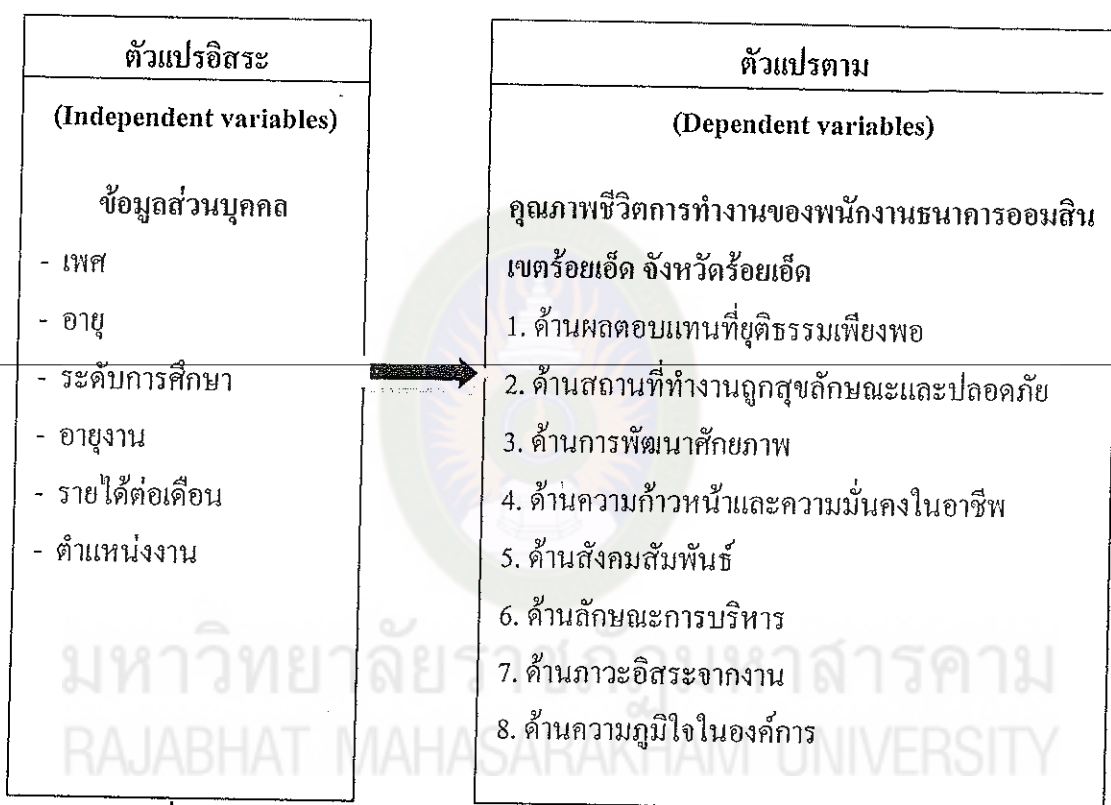 ตัวแปรอิสระ
(Independent variables)
ข้อมูลส่วนบุคคล
- เพศ
- อายุ
- ระดับการศึกษา
- อายุงาน
- รายได้ต่อเดือน
- ตำแหน่งงาน
ตัวแปรตาม
(Dependent variables)
คุณภาพชีวิตการทำงานของพนักงานธนาคารออมสิน
เขตร้อยเอ็ด จังหวัดร้อยเอ็ด
1. ด้านผลตอบแทนที่ยุติธรรมเพียงพอ
2. ด้านสถานที่ทำงานถูกสุขลักษณะและปลอดภัย
3. ด้านการพัฒนาศักยภาพ
4. ด้านความก้าวหน้าและความมั่นคงในอาชีพ
5. ด้านสังคมสัมพันธ์
6. ด้านลักษณะการบริหาร
7. ด้านภาวะอิสระจากงาน
8. ด้านความภูมิใจในองค์การ
มหาวิทยาลัยราชภัฏมหาสารคาม
RAJABHAT MAHASARAKHAM UNIVERSITY